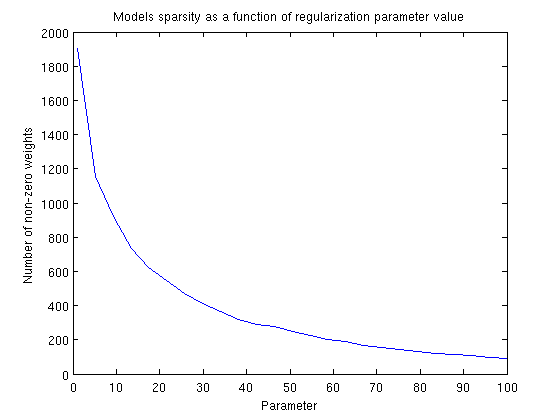 Models sparsity as a function of regularization parameter value
2000
1800
1600
1400
1200
1000
800
600
400
200
0
Number of non-zero weights
0 10 20 30 40 50 60 70 80 90 100
Parameter